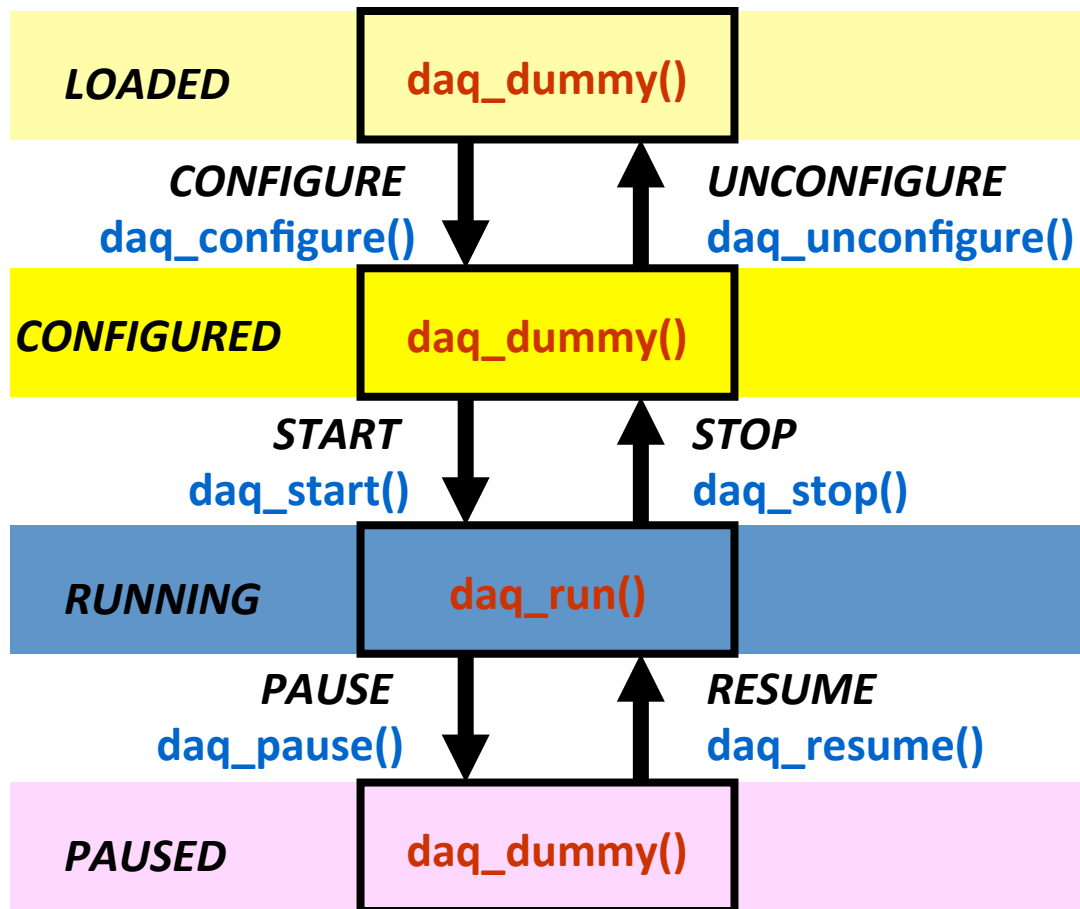 LOADED
daq_dummy()
CONFIGURE
daq_configure()
UNCONFIGURE
daq_unconfigure()
CONFIGURED
daq_dummy()
START
daq_start()
STOP
daq_stop()
RUNNING
daq_run()
PAUSE
daq_pause()
RESUME
daq_resume()
PAUSED
daq_dummy()